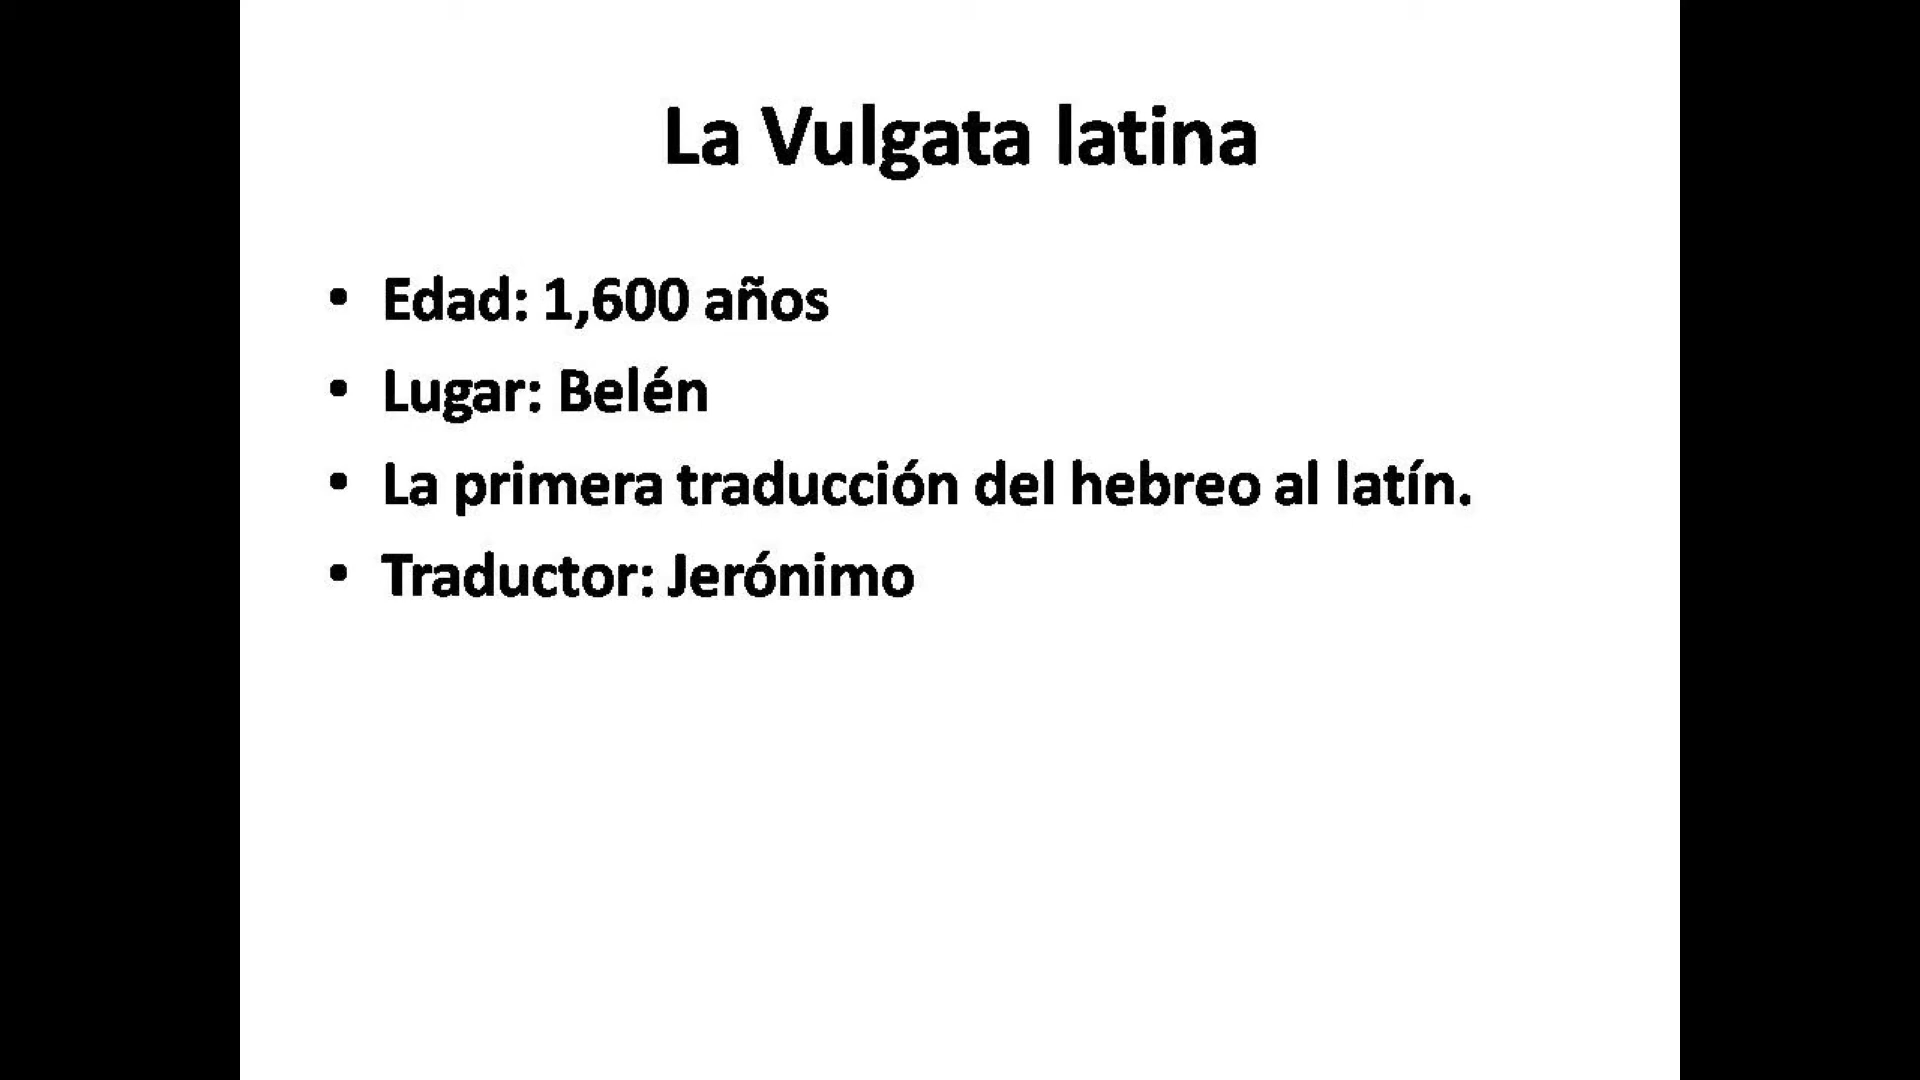 La Vulgata latina
• Edad: 1,600 años
• Lugar: Belén
• La primera traducción del hebreo al latín.
• Traductor: Jerónimo